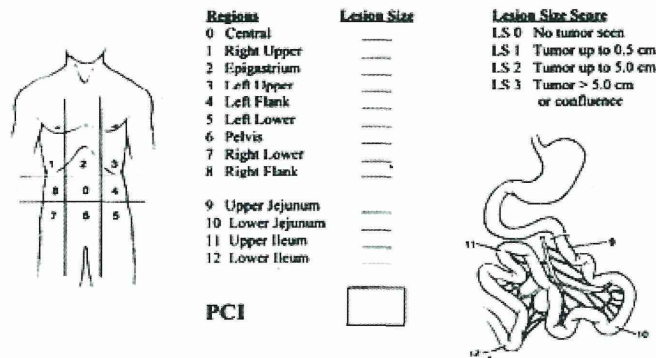 Regions Lesion Size
0 Central
1 Right Upper
2 Epigastrium
3 Left Upper
4 Left Flank
5 Left Lower
6 Pelvis
7 Right Lower
8 Right Flank
9 Upper Jejunum
10 Lower Jejunum
11 Upper Ileum
12 Lower Ileum
PCI
Lesion Size Score
LS 0 No tumor seen
LS 1 Tumor up to 0.5 cm
LS 2 Tumor up to 5.0 cm
LS 3 Tumor > 5.0 cm
or confluence
1 2 3
8 0 4
7 6 5
11 9
10
12